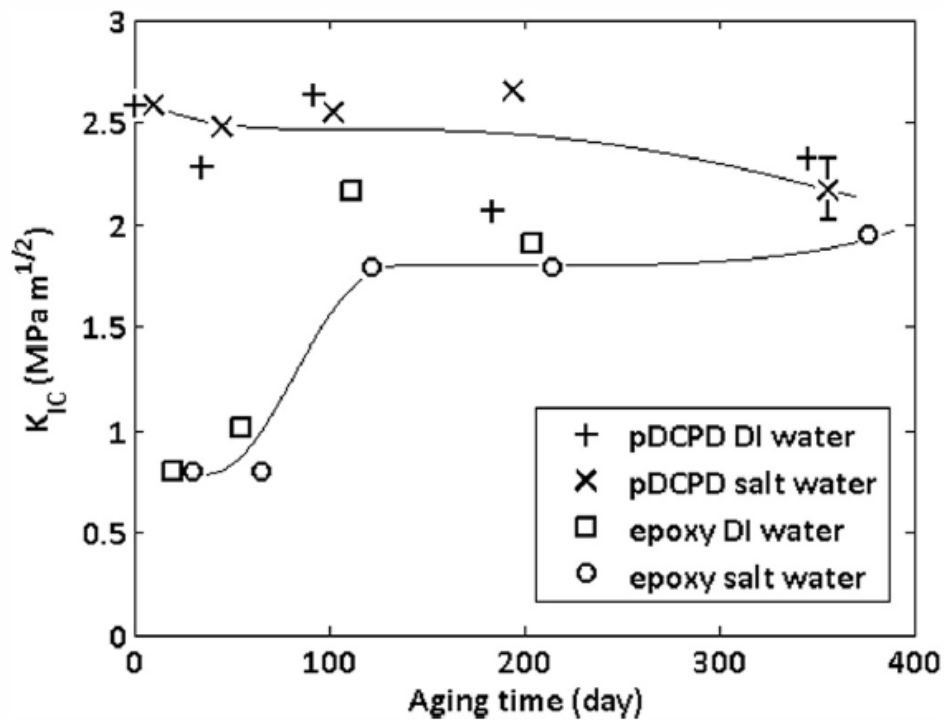 3
2.5
2
1.5
1
0.5
0
K_IC (MPa m^1/2)
pDCPD DI water
pDCPD salt water
epoxy DI water
epoxy salt water
0 100 200 300 400
Aging time (day)